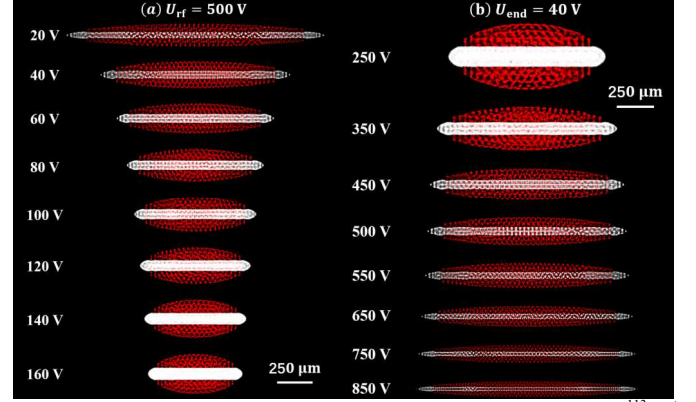 (a) U_rf = 500 V
20 V
40 V
60 V
80 V
100 V
120 V
140 V
160 V
250 μm
(b) U_end = 40 V
250 V
250 μm
350 V
450 V
500 V
550 V
650 V
750 V
850 V